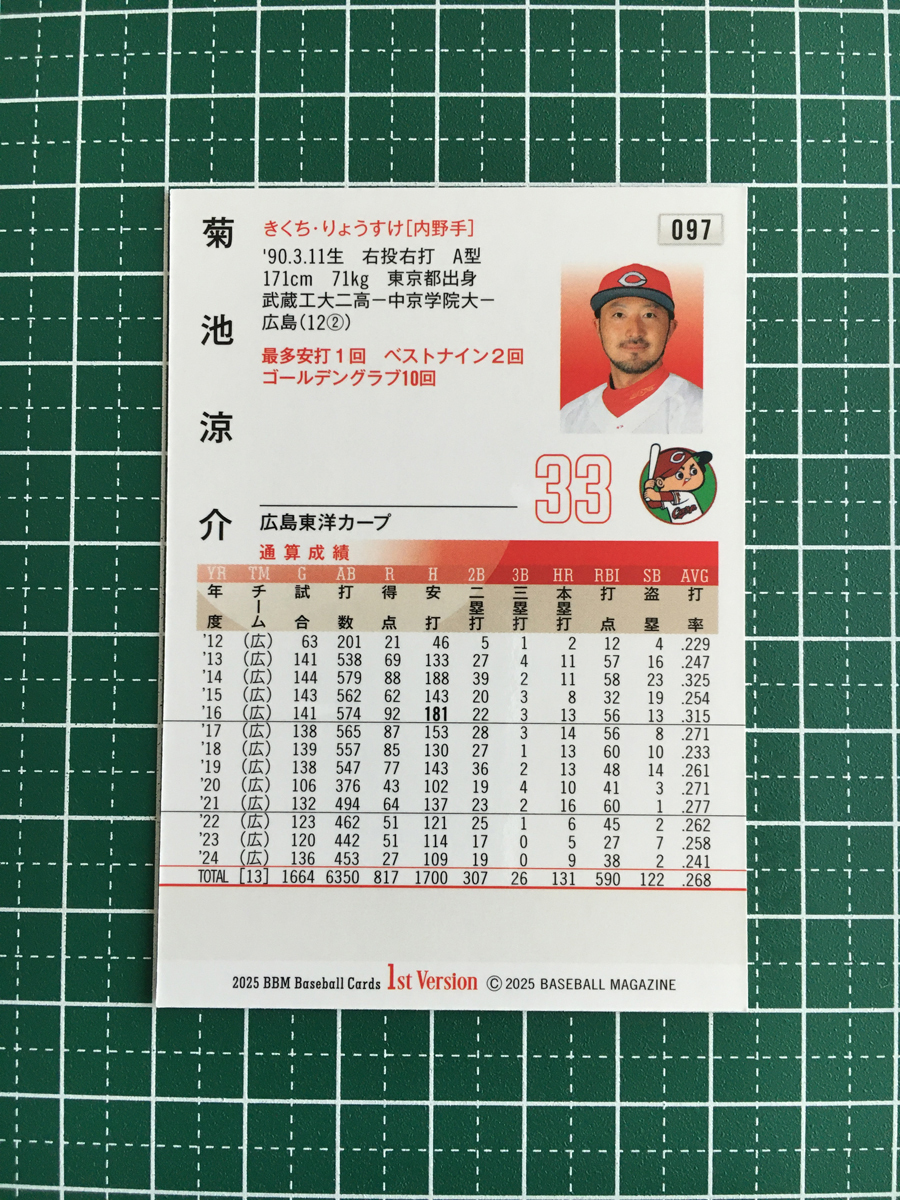 菊池涼介
きくち・りょうすけ[内野手]
097
'90.3.11生 右投右打 A型
171cm 71kg 東京都出身
武蔵工大二高－中京学院大－
広島(12②)
最多安打1回 ベストナイン2回
ゴールデングラブ10回
33
広島東洋カープ
通算成績
YR TM G AB R H 2B 3B HR RBI SB AVG
年度 チーム 試合 打数 得点 安打 二塁打 三塁打 本塁打 打点 盗塁 打率
'12 (広) 63 201 21 46 5 1 2 12 4 .229
'13 (広) 141 538 69 133 27 4 11 57 16 .247
'14 (広) 144 579 88 188 39 2 11 58 23 .325
'15 (広) 143 562 62 143 20 3 8 32 19 .254
'16 (広) 141 574 92 181 22 3 13 56 13 .315
'17 (広) 138 565 87 153 28 3 14 56 8 .271
'18 (広) 139 557 85 130 27 1 13 60 10 .233
'19 (広) 138 547 77 143 36 2 13 48 14 .261
'20 (広) 106 376 43 102 19 4 10 41 3 .271
'21 (広) 132 494 64 137 23 2 16 60 1 .277
'22 (広) 123 462 51 121 25 1 6 45 2 .262
'23 (広) 120 442 51 114 17 0 5 27 7 .258
'24 (広) 136 453 27 109 19 0 9 38 2 .241
TOTAL [13] 1664 6350 817 1700 307 26 131 590 122 .268
2025 BBM Baseball Cards 1st Version © 2025 BASEBALL MAGAZINE